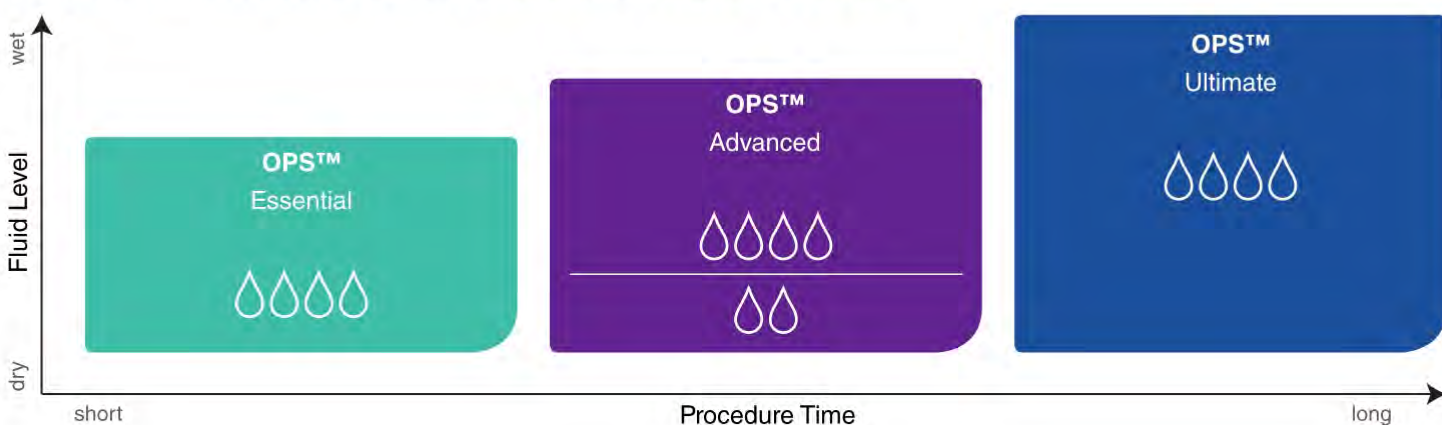 wet
Fluid Level
dry
OPS™
Essential
OPS™
Advanced
OPS™
Ultimate
short
Procedure Time
long